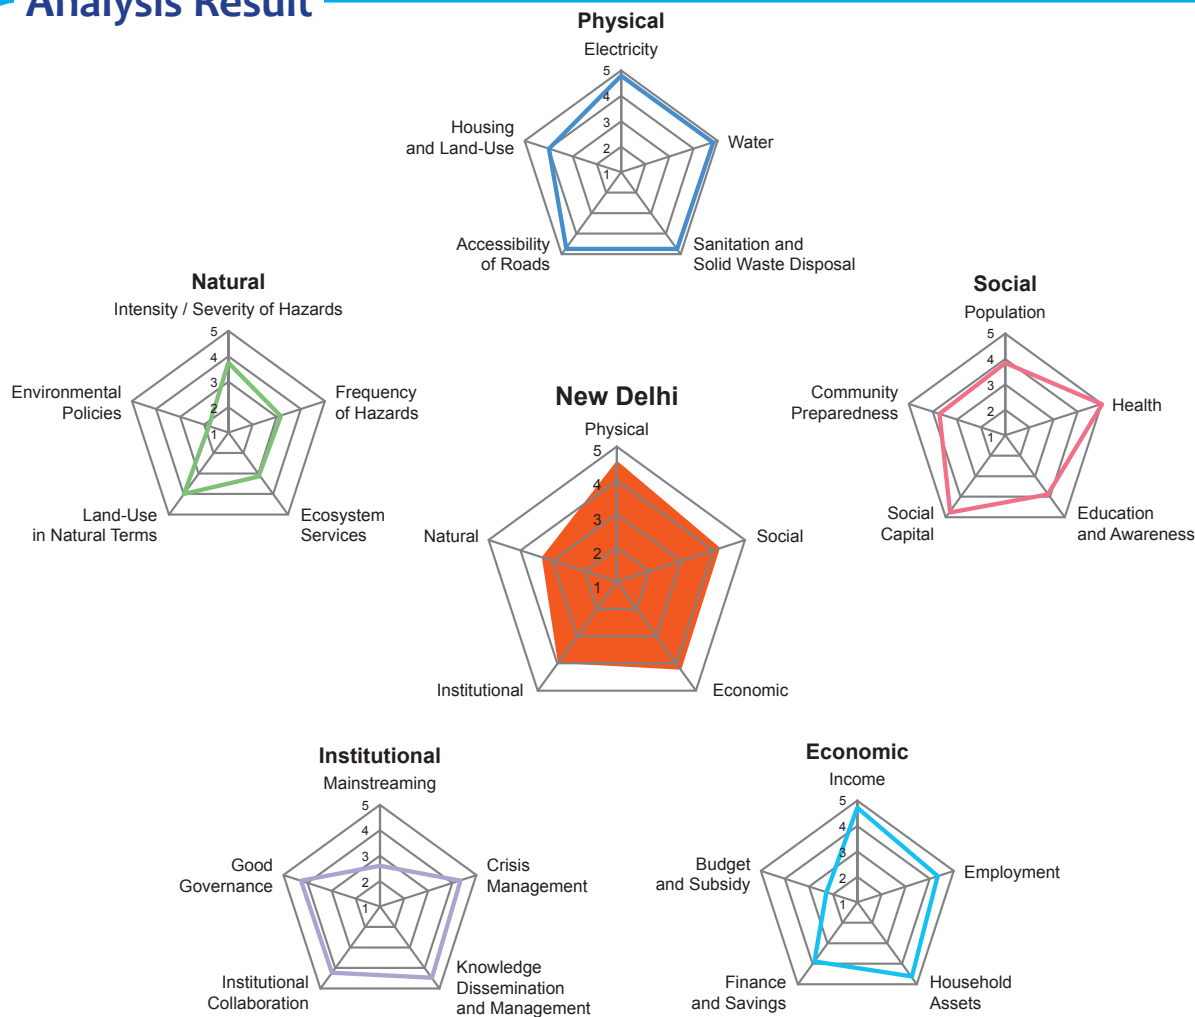 Analysis Result
Physical
Electricity
5
4
3
2
1
Housing
and Land-Use
Water
Accessibility
of Roads
Sanitation and
Solid Waste Disposal
Natural
Intensity / Severity of Hazards
5
4
3
2
1
Environmental
Policies
Frequency
of Hazards
Land-Use
in Natural Terms
Ecosystem
Services
Social
Population
5
4
3
2
1
Community
Preparedness
Health
Social
Capital
Education
and Awareness
New Delhi
Physical
5
4
3
2
1
Natural
Social
Institutional
Economic
Institutional
Mainstreaming
5
4
3
2
1
Good
Governance
Crisis
Management
Institutional
Collaboration
Knowledge
Dissemination
and Management
Economic
Income
5
4
3
2
1
Budget
and Subsidy
Employment
Finance
and Savings
Household
Assets